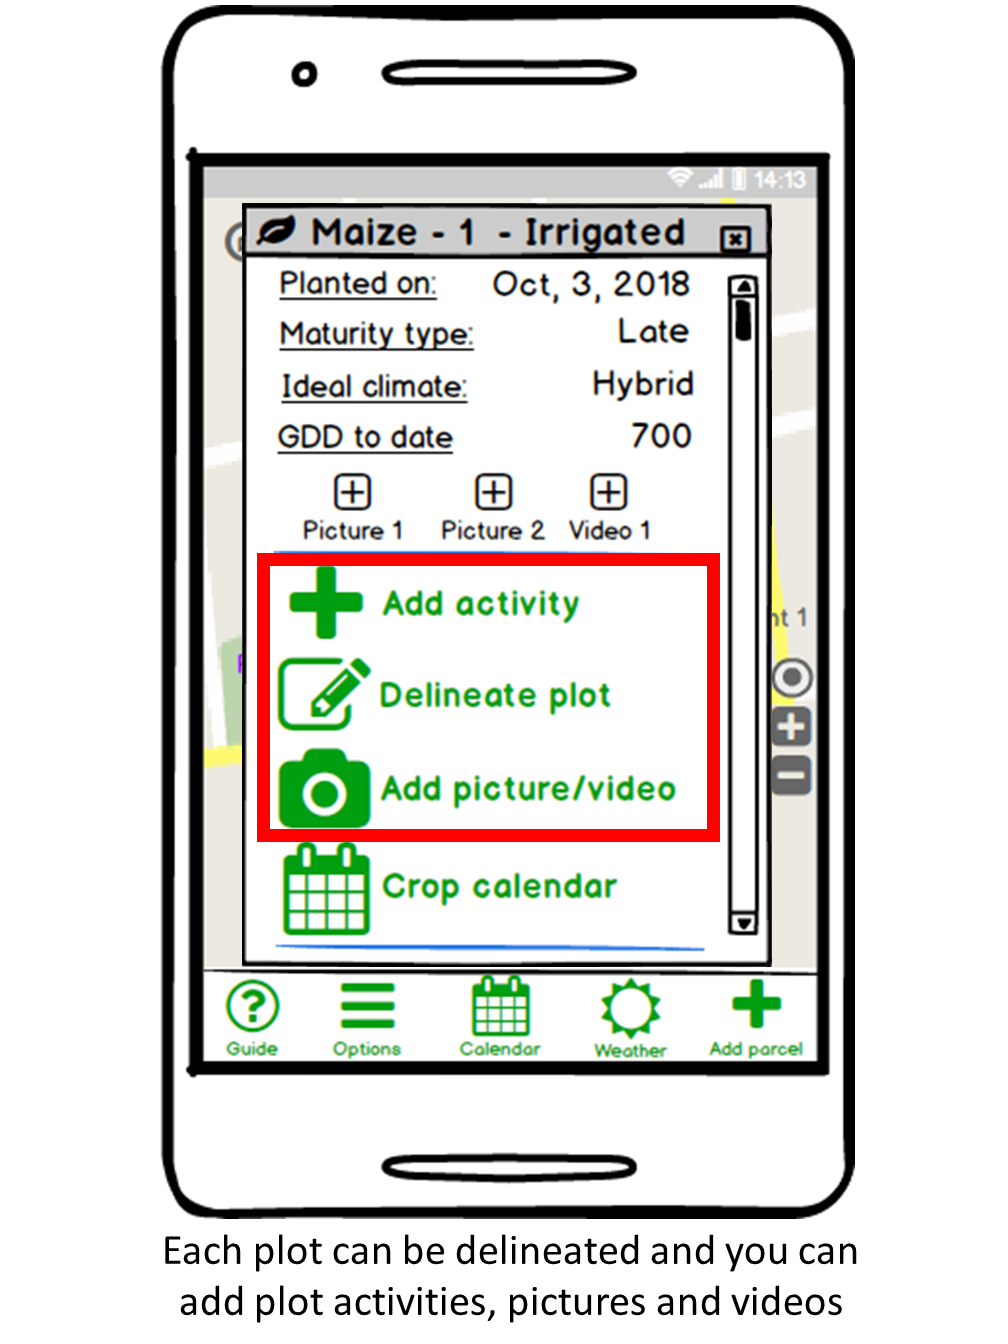 14:13
Maize - 1 - Irrigated
Planted on: Oct, 3, 2018
Maturity type: Late
Ideal climate: Hybrid
GDD to date 700
Picture 1 Picture 2 Video 1
Add activity
nt 1
Delineate plot
Add picture/video
Crop calendar
Guide Options Calendar Weather Add parcel
Each plot can be delineated and you can
add plot activities, pictures and videos